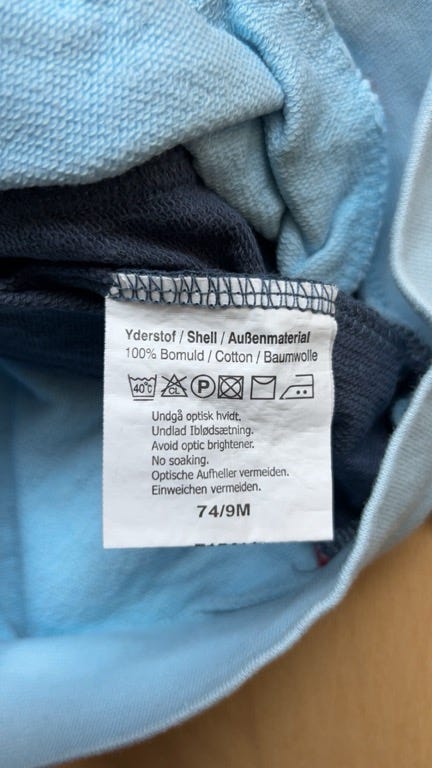 Yderstof / Shell / Außenmaterial
100% Bomuld / Cotton / Baumwolle
40°C CL P
Undgå optisk hvidt.
Undlad Iblødsætning.
Avoid optic brightener.
No soaking.
Optische Aufheller vermeiden.
Einweichen vermeiden.
74/9M